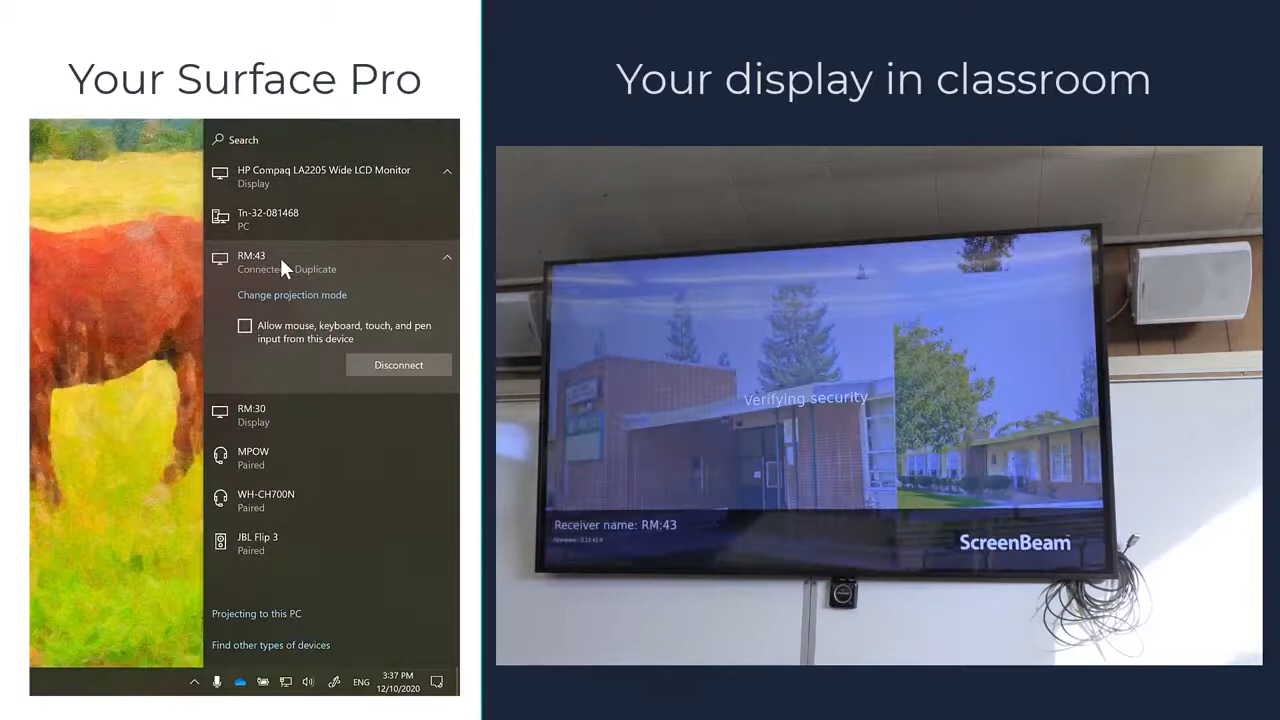 Your Surface Pro
Search
HP Compaq LA2205 Wide LCD Monitor
Display
Tn-32-081468
PC
RM:43
Connected Duplicate
Change projection mode
Allow mouse, keyboard, touch, and pen
input from this device
Disconnect
RM:30
Display
MPOW
Paired
WH-CH700N
Paired
JBL Flip 3
Paired
Projecting to this PC
Find other types of devices
ENG
3:37 PM
12/10/2020
Your display in classroom
Verifying security
Receiver name: RM:43
ScreenBeam